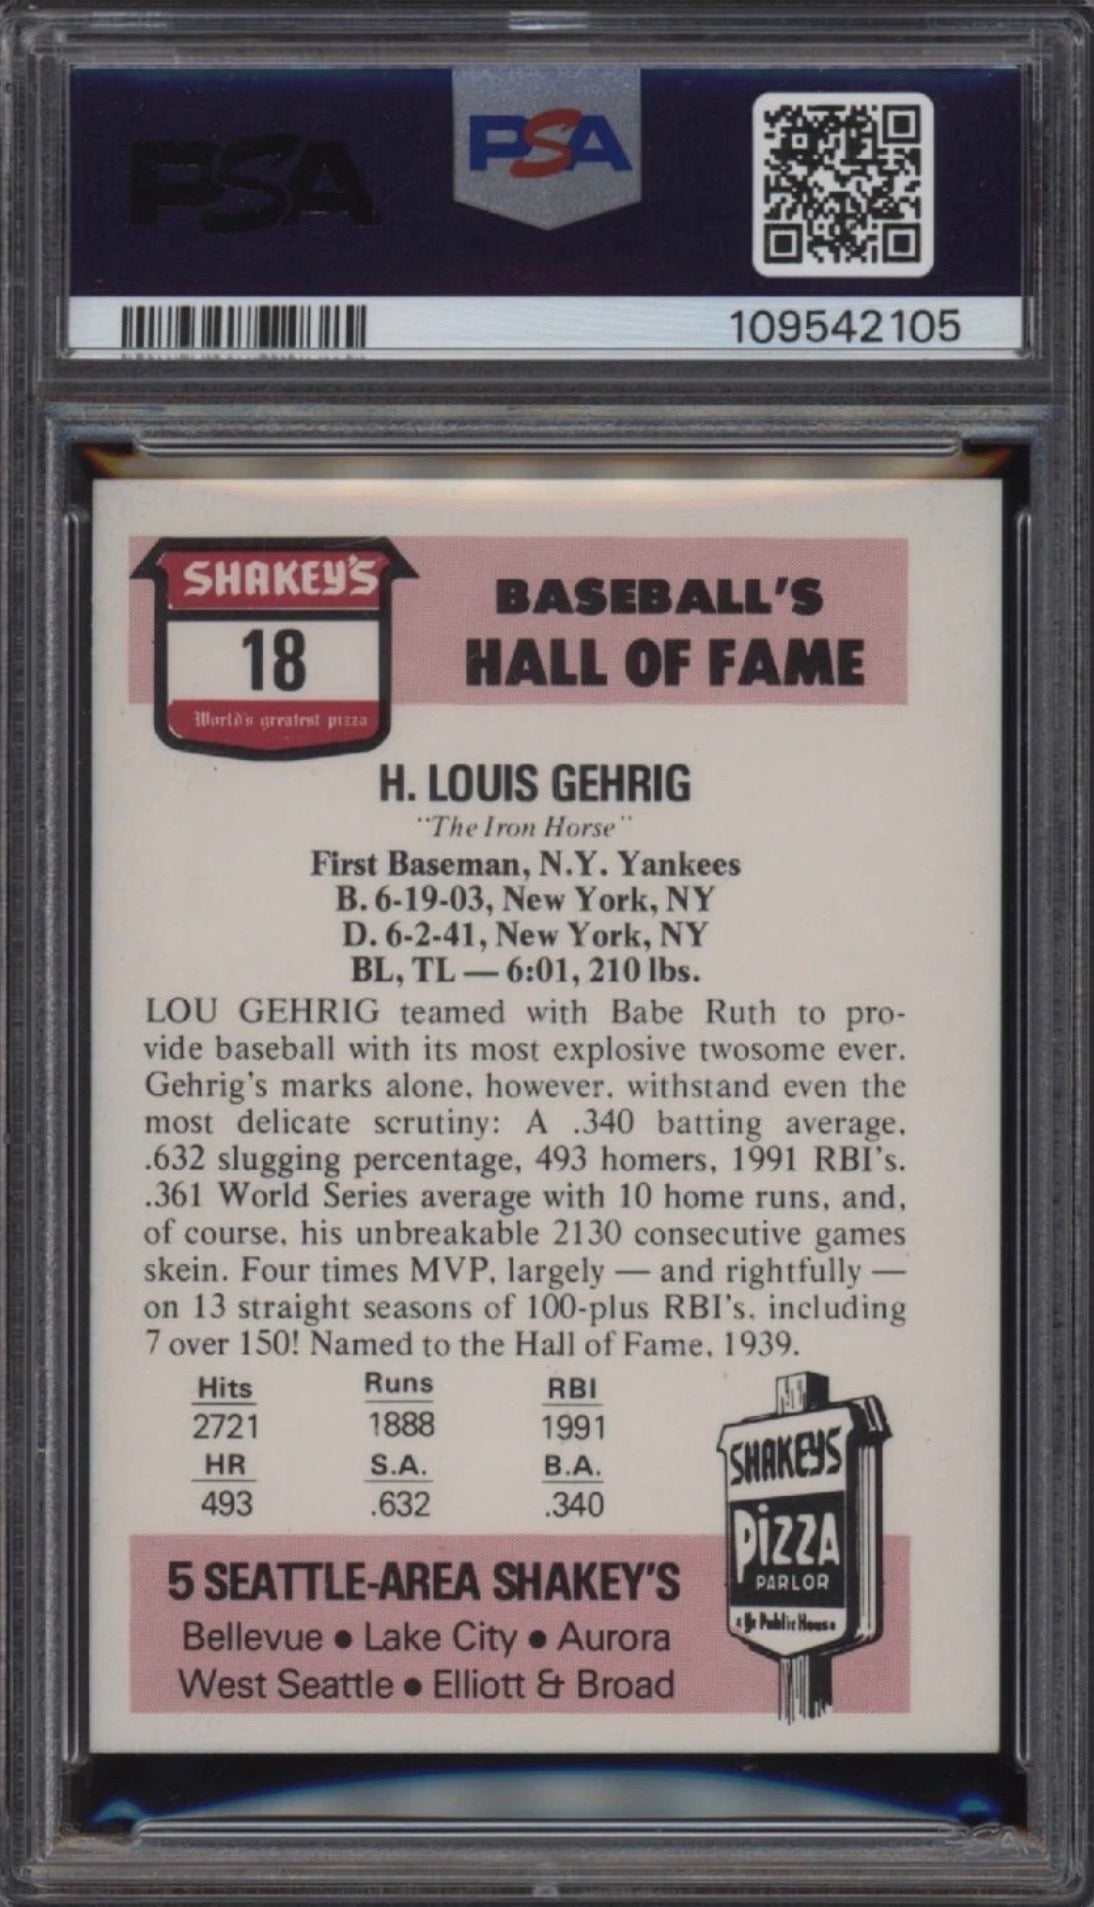 PSA
PSA
109542105
SHAKEY'S
18
World's greatest pizza
BASEBALL'S
HALL OF FAME
H. LOUIS GEHRIG
"The Iron Horse"
First Baseman, N.Y. Yankees
B. 6-19-03, New York, NY
D. 6-2-41, New York, NY
BL, TL — 6:01, 210 lbs.
LOU GEHRIG teamed with Babe Ruth to pro-
vide baseball with its most explosive twosome ever.
Gehrig's marks alone, however, withstand even the
most delicate scrutiny: A .340 batting average,
.632 slugging percentage, 493 homers, 1991 RBI's.
.361 World Series average with 10 home runs, and,
of course, his unbreakable 2130 consecutive games
skein. Four times MVP, largely — and rightfully —
on 13 straight seasons of 100-plus RBI's, including
7 over 150! Named to the Hall of Fame, 1939.
Hits Runs RBI
2721 1888 1991
HR S.A. B.A.
493 .632 .340
SHAKEYS
PIZZA
PARLOR
Ye Public House
5 SEATTLE-AREA SHAKEY'S
Bellevue ● Lake City ● Aurora
West Seattle ● Elliott & Broad
PSA